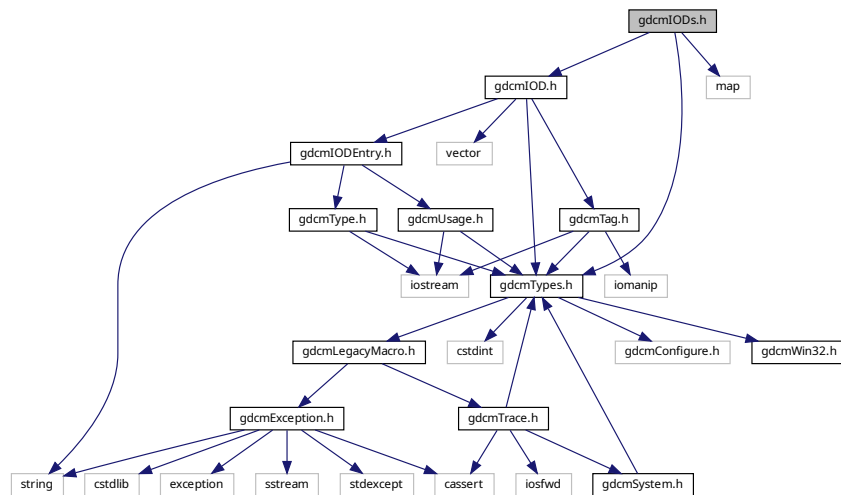 gdcmIODs.h
gdcmIOD.h
map
gdcmIODEntry.h
vector
gdcmType.h
gdcmUsage.h
gdcmTag.h
iostream
gdcmTypes.h
iomanip
gdcmLegacyMacro.h
cstdint
gdcmConfigure.h
gdcmWin32.h
gdcmException.h
gdcmTrace.h
string
cstdlib
exception
sstream
stdexcept
cassert
iosfwd
gdcmSystem.h